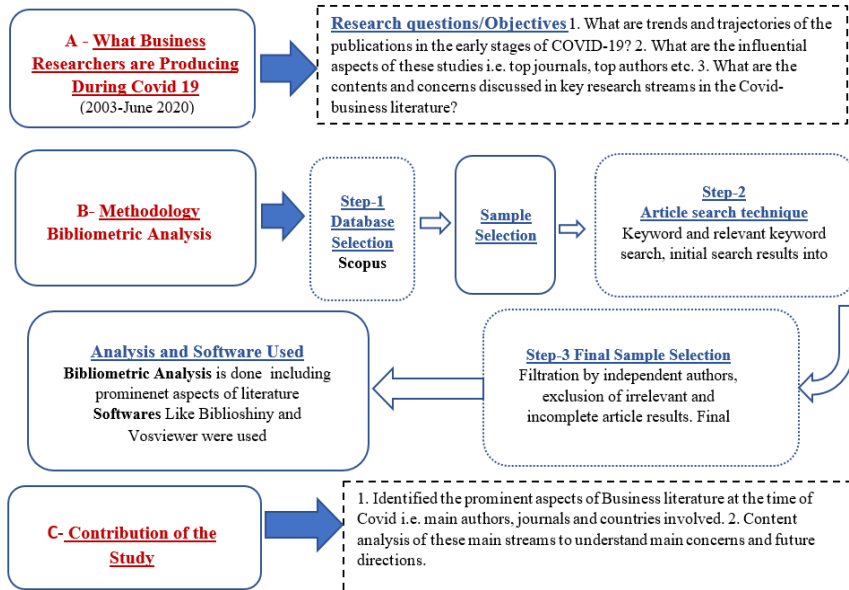 A - What Business
Researchers are Producing
During Covid 19
(2003-June 2020)
Research questions/Objectives 1. What are trends and trajectories of the
publications in the early stages of COVID-19? 2. What are the influential
aspects of these studies i.e. top journals, top authors etc. 3. What are the
contents and concerns discussed in key research streams in the Covid-
business literature?
B- Methodology
Bibliometric Analysis
Step-1
Database
Selection
Scopus
Sample
Selection
Step-2
Article search technique
Keyword and relevant keyword
search, initial search results into
Analysis and Software Used
Bibliometric Analysis is done including
prominenet aspects of literature
Softwares Like Biblioshiny and
Vosviewer were used
Step-3 Final Sample Selection
Filtration by independent authors,
exclusion of irrelevant and
incomplete article results. Final
C- Contribution of the
Study
1. Identified the prominent aspects of Business literature at the time of
Covid i.e. main authors, journals and countries involved. 2. Content
analysis of these main streams to understand main concerns and future
directions.